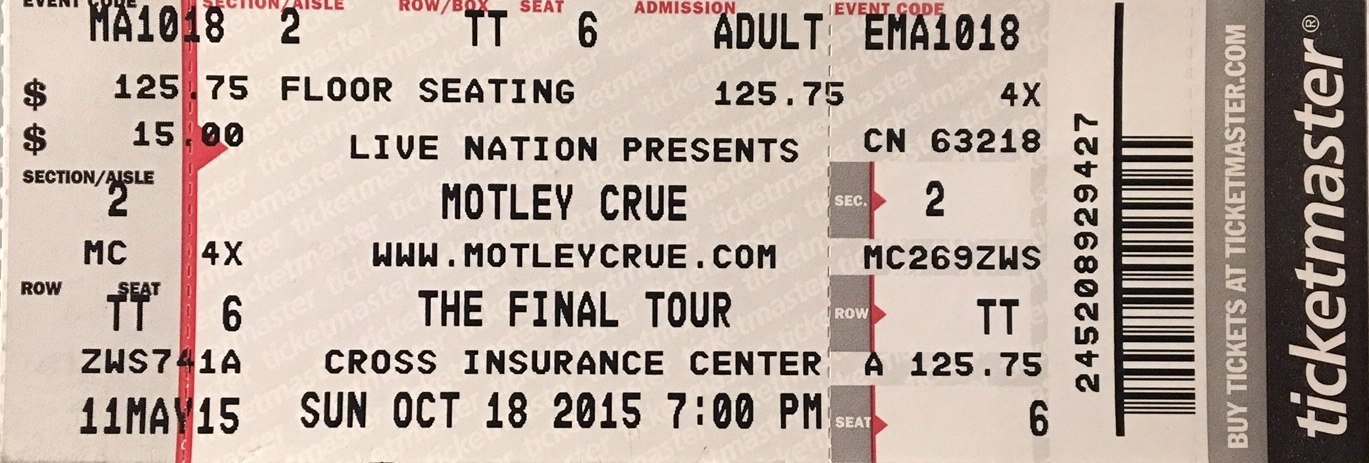 EVENT CODE SECTION/AISLE ROW/BOX SEAT ADMISSION EVENT CODE
MA1018 2 TT 6 ADULT EMA1018
$ 125.75 FLOOR SEATING 125.75 4X
$ 15.00 LIVE NATION PRESENTS CN 63218
SECTION/AISLE
2 MOTLEY CRUE SEC. 2
MC 4X WWW.MOTLEYCRUE.COM MC269ZWS
ROW SEAT
TT 6 THE FINAL TOUR ROW TT
ZWS741A CROSS INSURANCE CENTER A 125.75
11MAY15 SUN OCT 18 2015 7:00 PM SEAT 6
245208929427
BUY TICKETS AT TICKETMASTER.COM
ticketmaster®